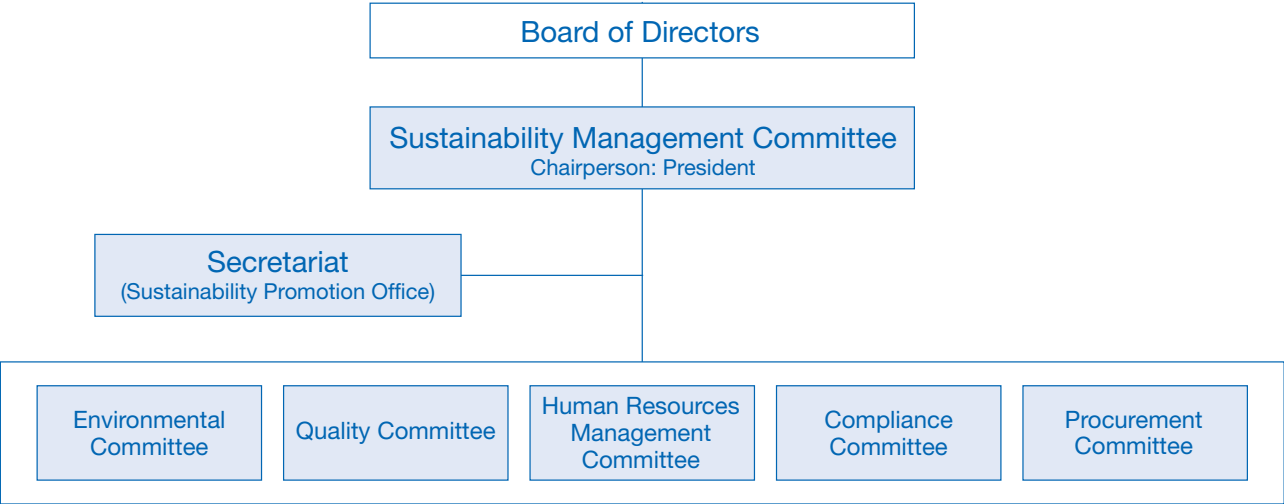 Board of Directors
Sustainability Management Committee
Chairperson: President
Secretariat
(Sustainability Promotion Office)
Environmental
Committee
Quality Committee
Human Resources
Management
Committee
Compliance
Committee
Procurement
Committee